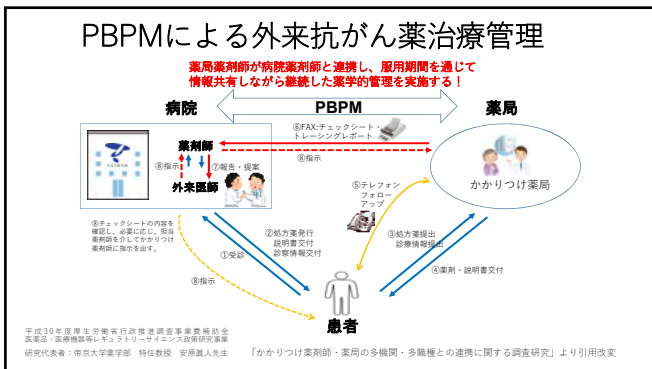 PBPMによる外来抗がん薬治療管理
薬局薬剤師が病院薬剤師と連携し、服用期間を通じて
情報共有しながら継続した薬学的管理を実施する！
病院
PBPM
薬局
⑥FAX:チェックシート・
トレーシングレポート
薬剤師
⑧指示
⑦報告・提案
⑧指示
外来医師
かかりつけ薬局
⑤テレフォン
フォロー
アップ
⑧チェックシートの内容を
確認し、必要に応じ、担当
薬剤師を介してかかりつけ
薬剤師に指示を出す。
②処方箋発行
説明書交付
診察情報交付
③処方箋提出
診療情報提出
①受診
④薬剤・説明書交付
⑧指示
患者
平成30年度厚生労働省行政推進調査事業費補助金
医薬品・医療機器等レギュラトリーサイエンス政策研究事業
研究代表者：帝京大学薬学部　特任教授　安原眞人先生
「かかりつけ薬剤師・薬局の多機関・多職種との連携に関する調査研究」より引用改変